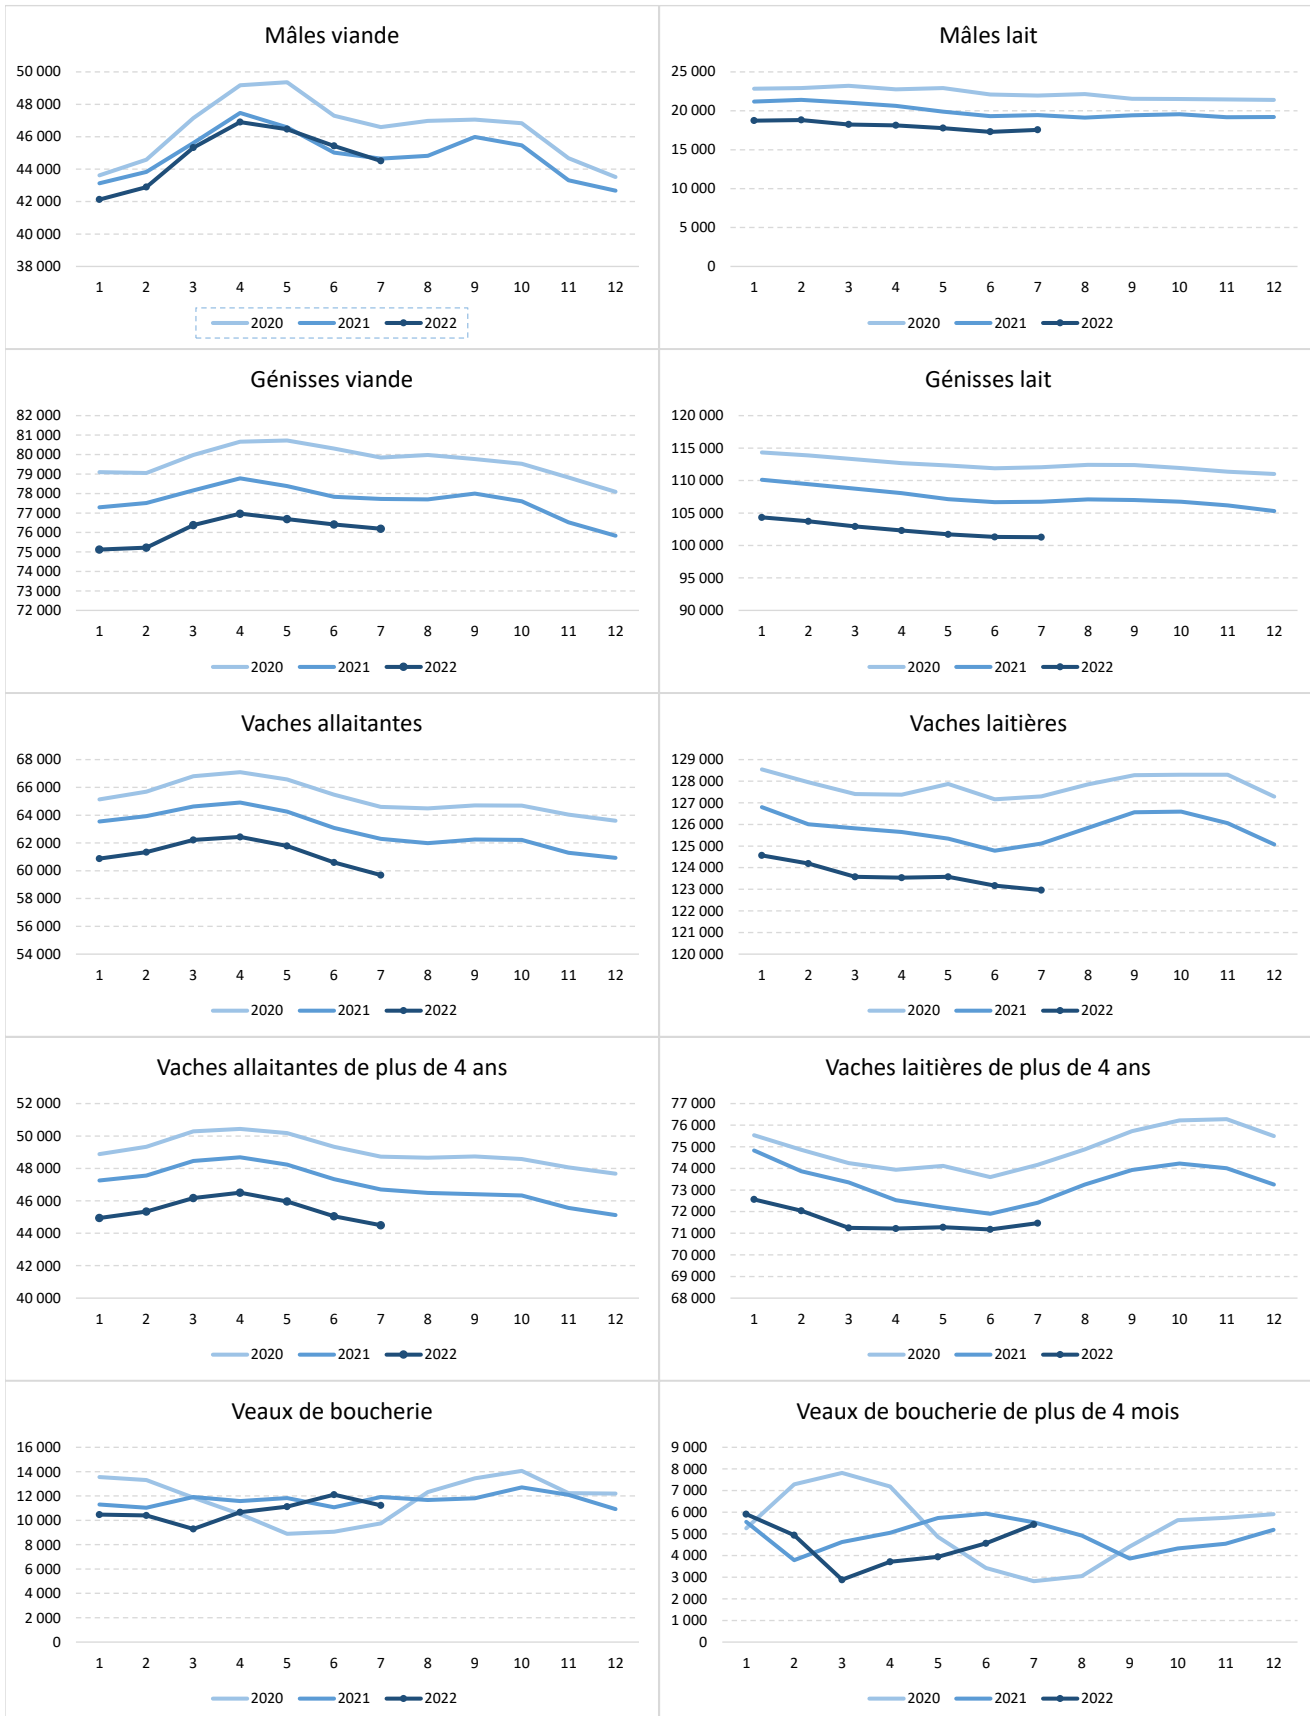 Mâles viande
50 000
48 000
46 000
44 000
42 000
40 000
38 000
1 2 3 4 5 6 7 8 9 10 11 12
2020 2021 2022
Mâles lait
25 000
20 000
15 000
10 000
5 000
0
1 2 3 4 5 6 7 8 9 10 11 12
2020 2021 2022
Génisses viande
82 000
81 000
80 000
79 000
78 000
77 000
76 000
75 000
74 000
73 000
72 000
1 2 3 4 5 6 7 8 9 10 11 12
2020 2021 2022
Génisses lait
120 000
115 000
110 000
105 000
100 000
95 000
90 000
1 2 3 4 5 6 7 8 9 10 11 12
2020 2021 2022
Vaches allaitantes
68 000
66 000
64 000
62 000
60 000
58 000
56 000
54 000
1 2 3 4 5 6 7 8 9 10 11 12
2020 2021 2022
Vaches laitières
129 000
128 000
127 000
126 000
125 000
124 000
123 000
122 000
121 000
120 000
1 2 3 4 5 6 7 8 9 10 11 12
2020 2021 2022
Vaches allaitantes de plus de 4 ans
52 000
50 000
48 000
46 000
44 000
42 000
40 000
1 2 3 4 5 6 7 8 9 10 11 12
2020 2021 2022
Vaches laitières de plus de 4 ans
77 000
76 000
75 000
74 000
73 000
72 000
71 000
70 000
69 000
68 000
1 2 3 4 5 6 7 8 9 10 11 12
2020 2021 2022
Veaux de boucherie
16 000
14 000
12 000
10 000
8 000
6 000
4 000
2 000
0
1 2 3 4 5 6 7 8 9 10 11 12
2020 2021 2022
Veaux de boucherie de plus de 4 mois
9 000
8 000
7 000
6 000
5 000
4 000
3 000
2 000
1 000
0
1 2 3 4 5 6 7 8 9 10 11 12
2020 2021 2022